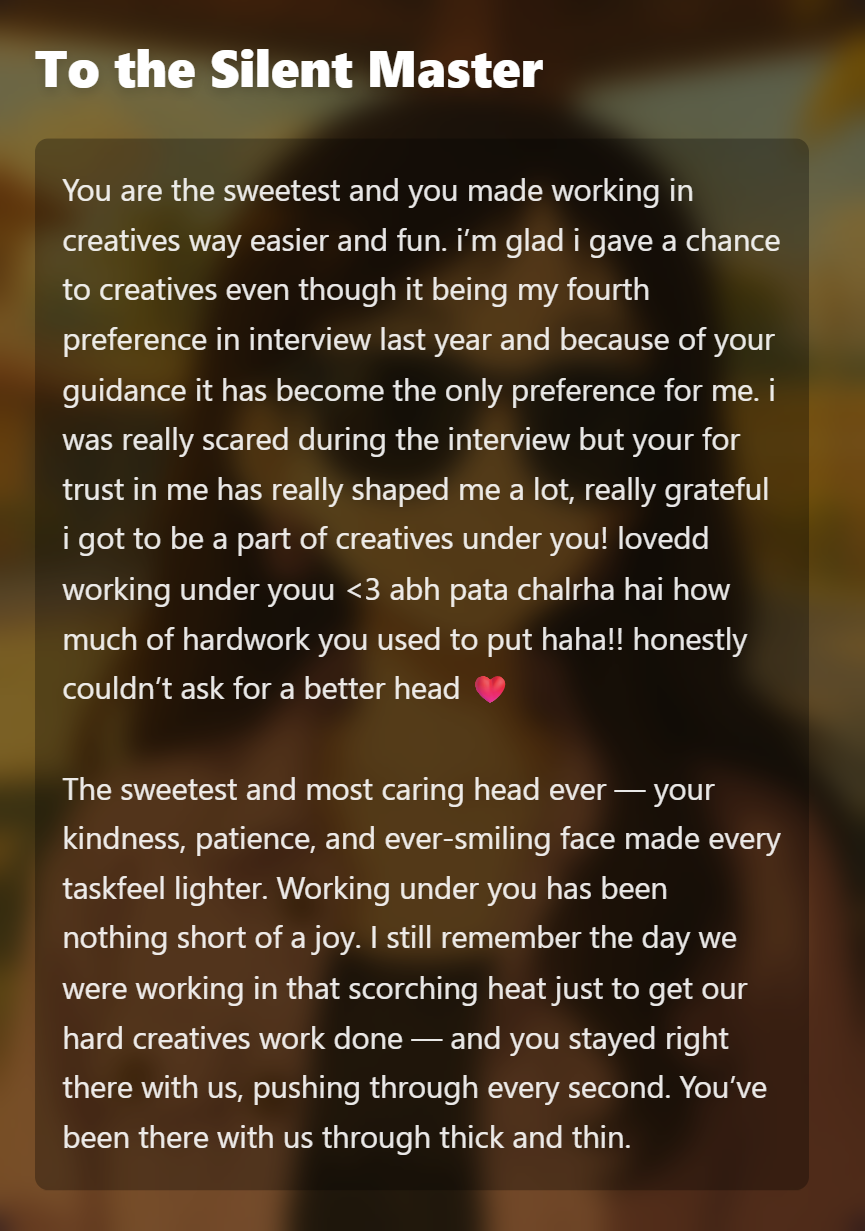 To the Silent Master
You are the sweetest and you made working in
creatives way easier and fun. i’m glad i gave a chance
to creatives even though it being my fourth
preference in interview last year and because of your
guidance it has become the only preference for me. i
was really scared during the interview but your for
trust in me has really shaped me a lot, really grateful
i got to be a part of creatives under you! lovedd
working under youu <3 abh pata chalrha hai how
much of hardwork you used to put haha!! honestly
couldn’t ask for a better head 💓
The sweetest and most caring head ever — your
kindness, patience, and ever-smiling face made every
taskfeel lighter. Working under you has been
nothing short of a joy. I still remember the day we
were working in that scorching heat just to get our
hard creatives work done — and you stayed right
there with us, pushing through every second. You’ve
been there with us through thick and thin.